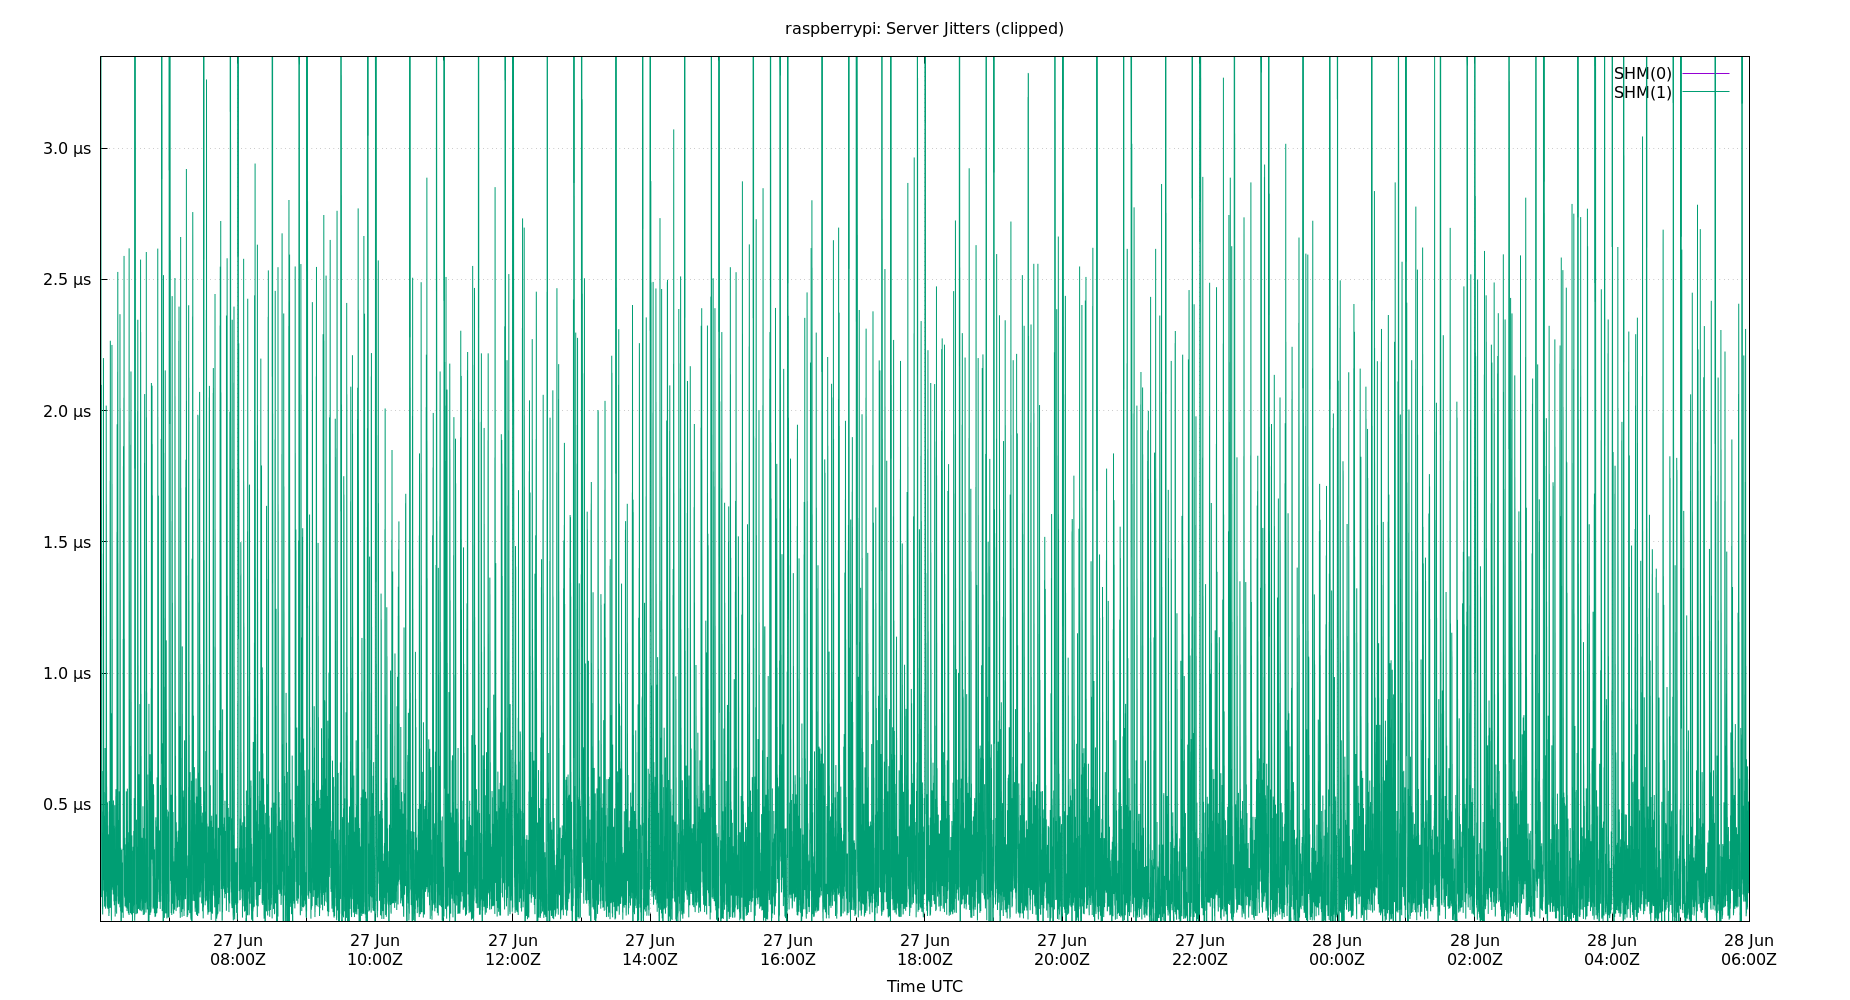 raspberrypi: Server Jitters (clipped)
SHM(0)
SHM(1)
3.0 µs
2.5 µs
2.0 µs
1.5 µs
1.0 µs
0.5 µs
27 Jun 27 Jun 27 Jun 27 Jun 27 Jun 27 Jun 27 Jun 27 Jun 28 Jun 28 Jun 28 Jun 28 Jun
08:00Z 10:00Z 12:00Z 14:00Z 16:00Z 18:00Z 20:00Z 22:00Z 00:00Z 02:00Z 04:00Z 06:00Z
Time UTC